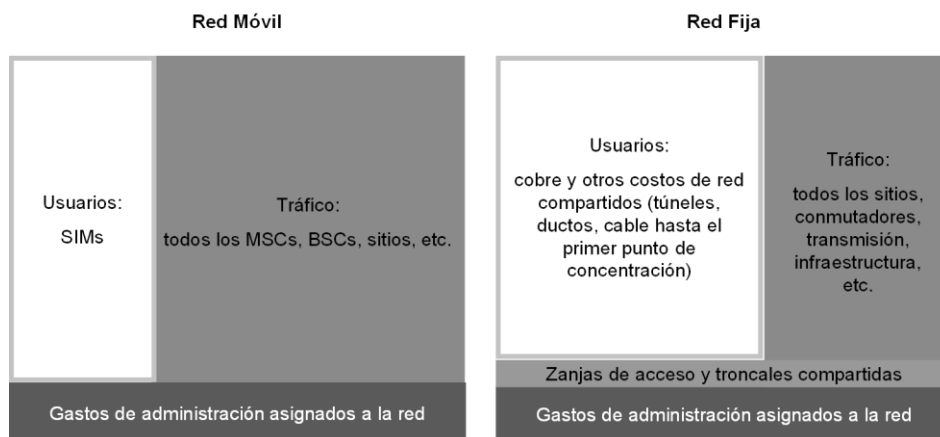 Red Móvil
Usuarios:
SIMs
Tráfico:
todos los MSCs, BSCs, sitios, etc.
Gastos de administración asignados a la red
Red Fija
Usuarios:
cobre y otros costos de red
compartidos (túneles,
ductos, cable hasta el
primer punto de
concentración)
Tráfico:
todos los sitios,
conmutadores,
transmisión,
infraestructura,
etc.
Zanjas de acceso y troncales compartidas
Gastos de administración asignados a la red